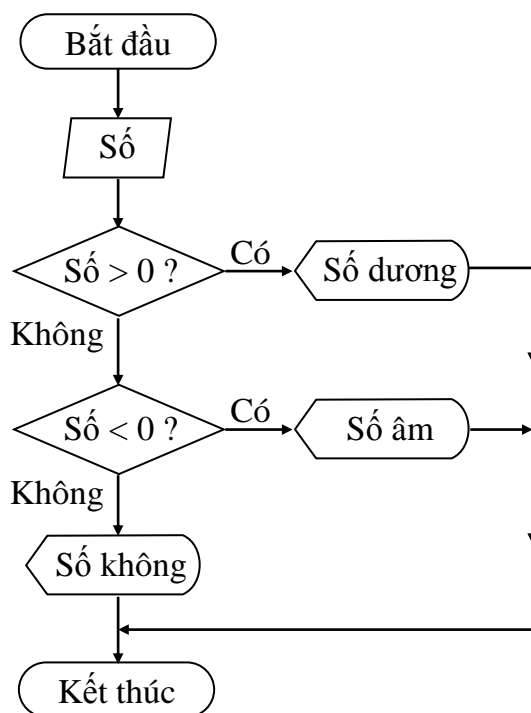 Bắt đầu
Số
Số > 0 ?
Có
Số dương
Không
Số < 0 ?
Có
Số âm
Không
Số không
Kết thúc